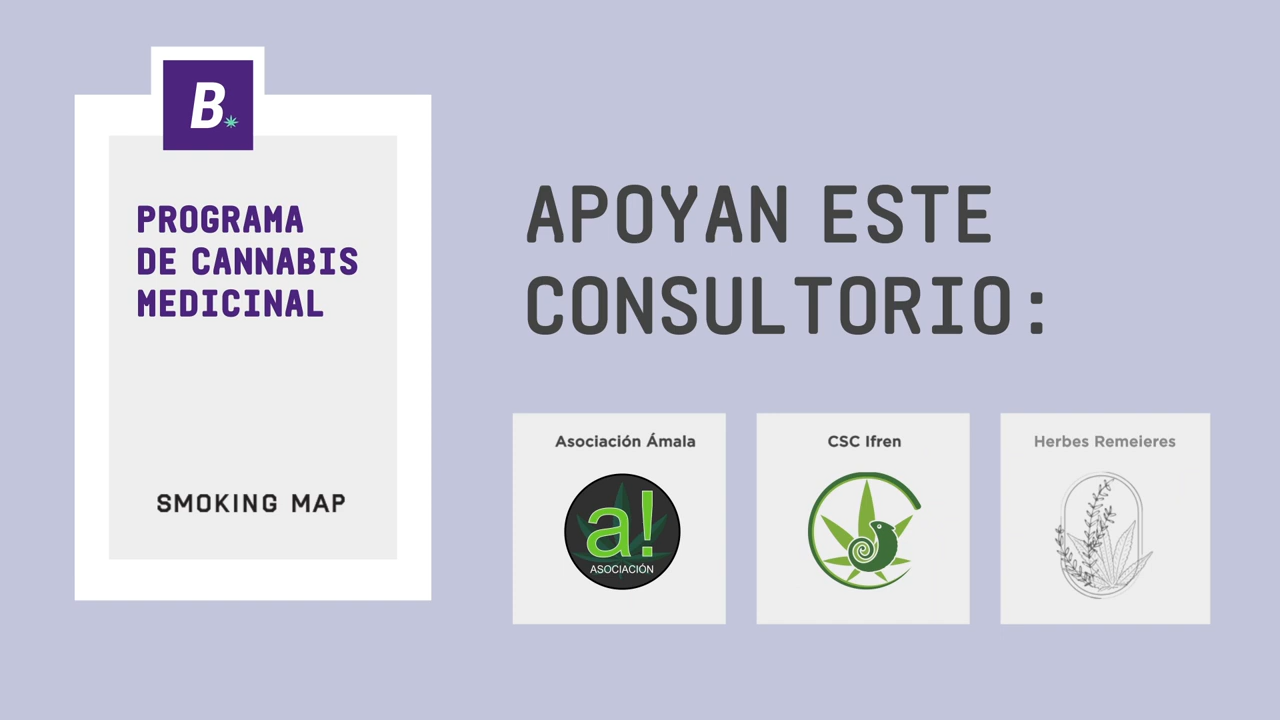 B.
PROGRAMA
DE CANNABIS
MEDICINAL
SMOKING MAP
APOYAN ESTE
CONSULTORIO:
Asociación Ámala
a!
ASOCIACIÓN
CSC Ifren
Herbes Remeieres